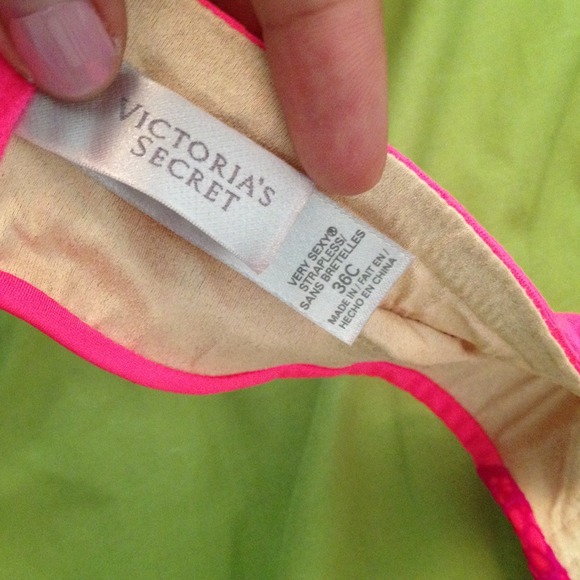 VICTORIA'S
SECRET
VERY SEXY®
STRAPLESS/
SANS BRETELLES
36C
MADE IN / FAIT EN /
HECHO EN CHINA